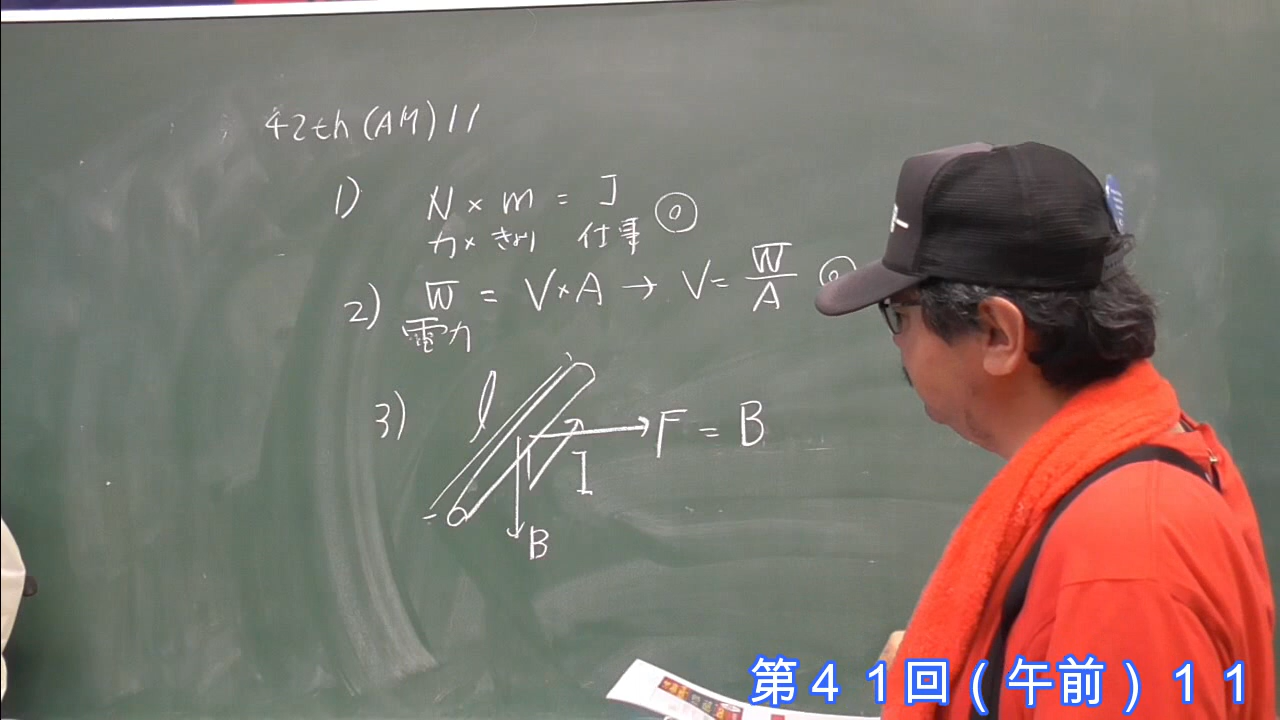 42th (AM) 11
1) N × m = J
力 × きょり 仕事 ◎
2) W = V×A → V = W/A ◎
電力
3) l F = B
I
B
第41回(午前)11